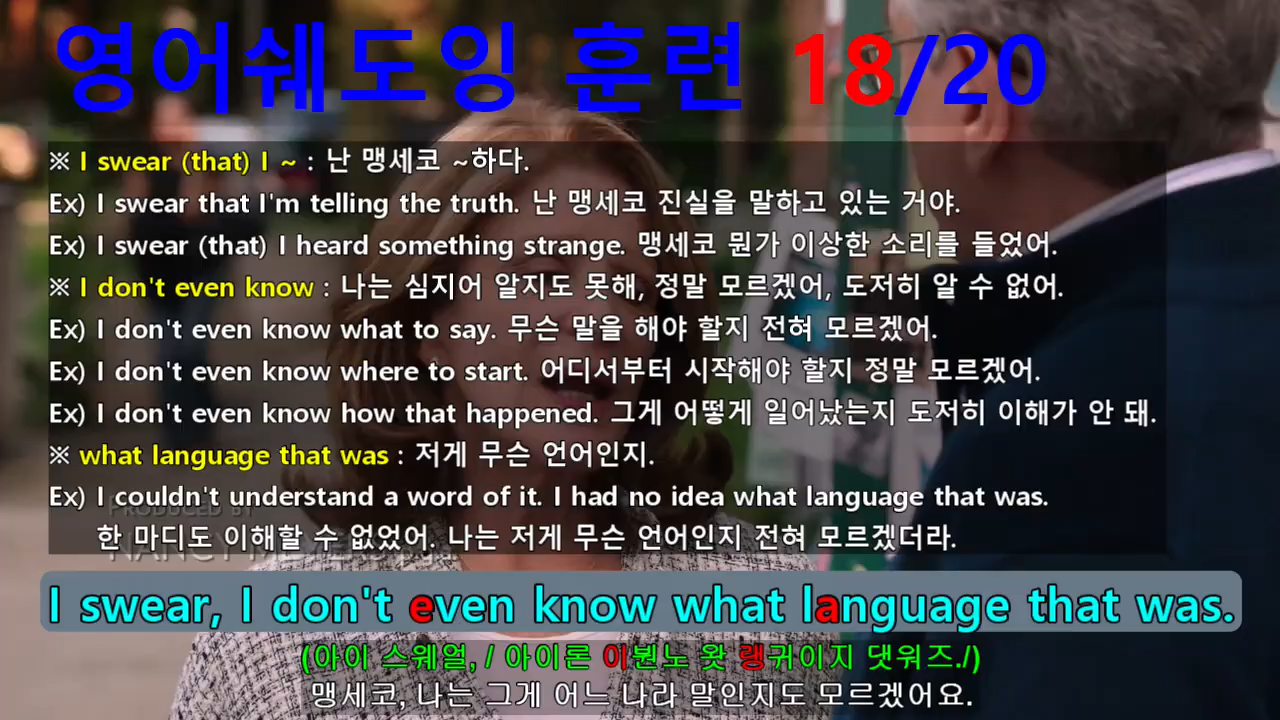 영어쉐도잉 훈련 18/20
※ I swear (that) I ~ : 난 맹세코 ~하다.
Ex) I swear that I'm telling the truth. 난 맹세코 진실을 말하고 있는 거야.
Ex) I swear (that) I heard something strange. 맹세코 뭔가 이상한 소리를 들었어.
※ I don't even know : 나는 심지어 알지도 못해, 정말 모르겠어, 도저히 알 수 없어.
Ex) I don't even know what to say. 무슨 말을 해야 할지 전혀 모르겠어.
Ex) I don't even know where to start. 어디서부터 시작해야 할지 정말 모르겠어.
Ex) I don't even know how that happened. 그게 어떻게 일어났는지 도저히 이해가 안 돼.
※ what language that was : 저게 무슨 언어인지.
Ex) I couldn't understand a word of it. I had no idea what language that was.
한 마디도 이해할 수 없었어. 나는 저게 무슨 언어인지 전혀 모르겠더라.
PRODUCED BY
NANCY
I swear, I don't even know what language that was.
(아이 스웨얼, / 아이론 이붼노 왓 랭귀이지 댓워즈./)
맹세코, 나는 그게 어느 나라 말인지도 모르겠어요.